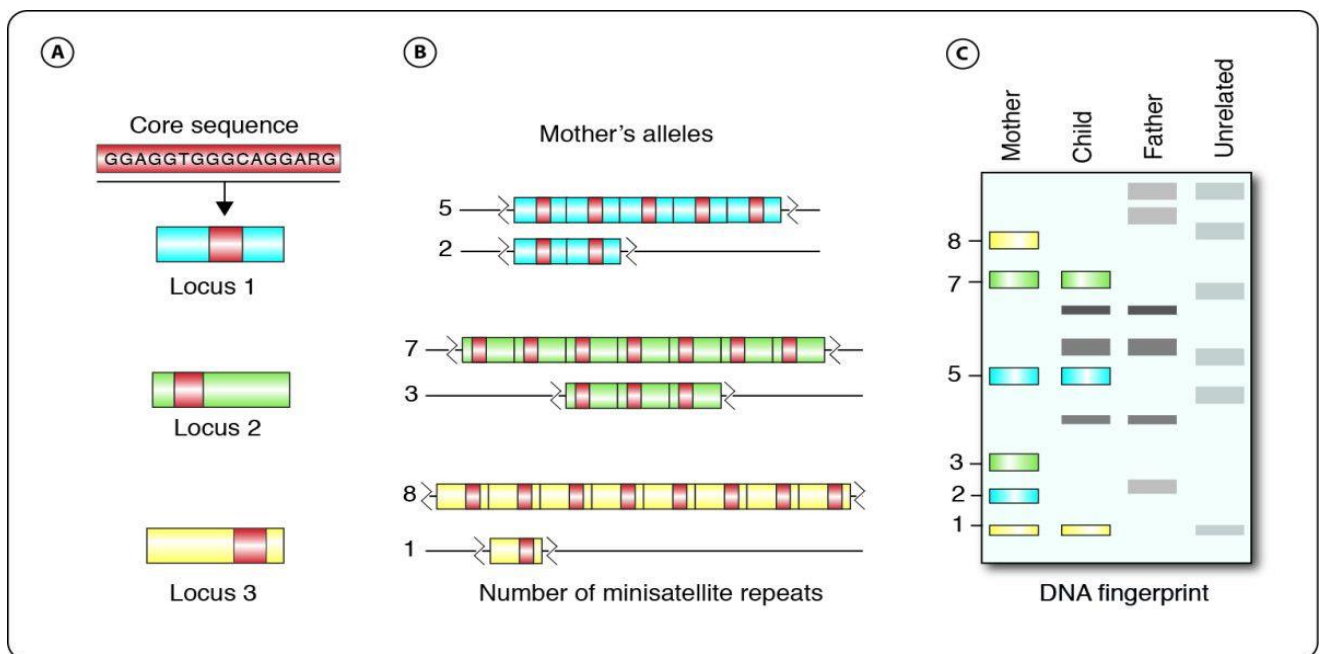 A
Core sequence
GGAGGTGGGCAGGARG
Locus 1
Locus 2
Locus 3
B
Mother's alleles
5
2
7
3
8
1
Number of minisatellite repeats
C
Mother
Child
Father
Unrelated
8
7
5
3
2
1
DNA fingerprint